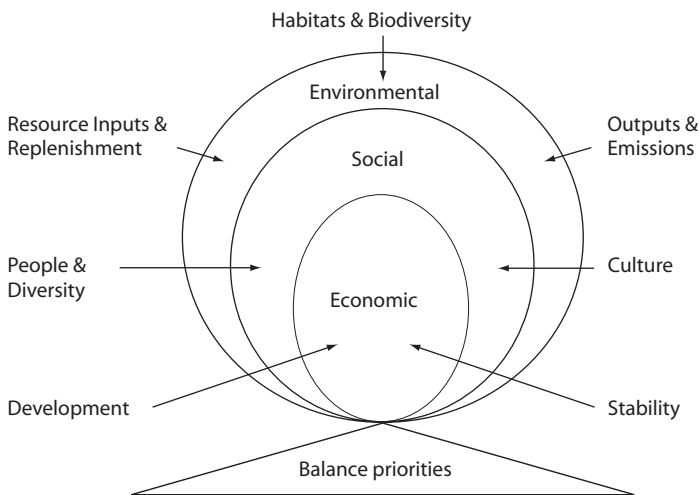 Habitats & Biodiversity
Environmental
Resource Inputs &
Replenishment
Outputs &
Emissions
Social
People &
Diversity
Culture
Economic
Development
Stability
Balance priorities